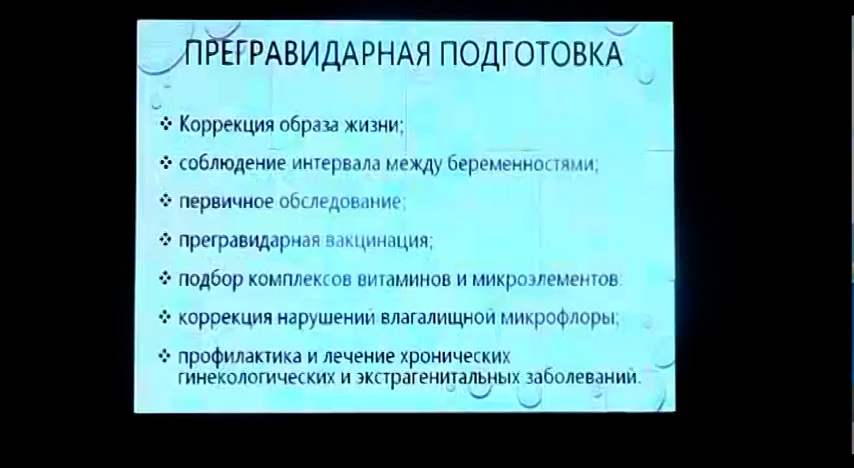 ПРЕГРАВИДАРНАЯ ПОДГОТОВКА
❖ Коррекция образа жизни;
❖ соблюдение интервала между беременностями;
❖ первичное обследование;
❖ прегравидарная вакцинация;
❖ подбор комплексов витаминов и микроэлементов;
❖ коррекция нарушений влагалищной микрофлоры;
❖ профилактика и лечение хронических
гинекологических и экстрагенитальных заболеваний.